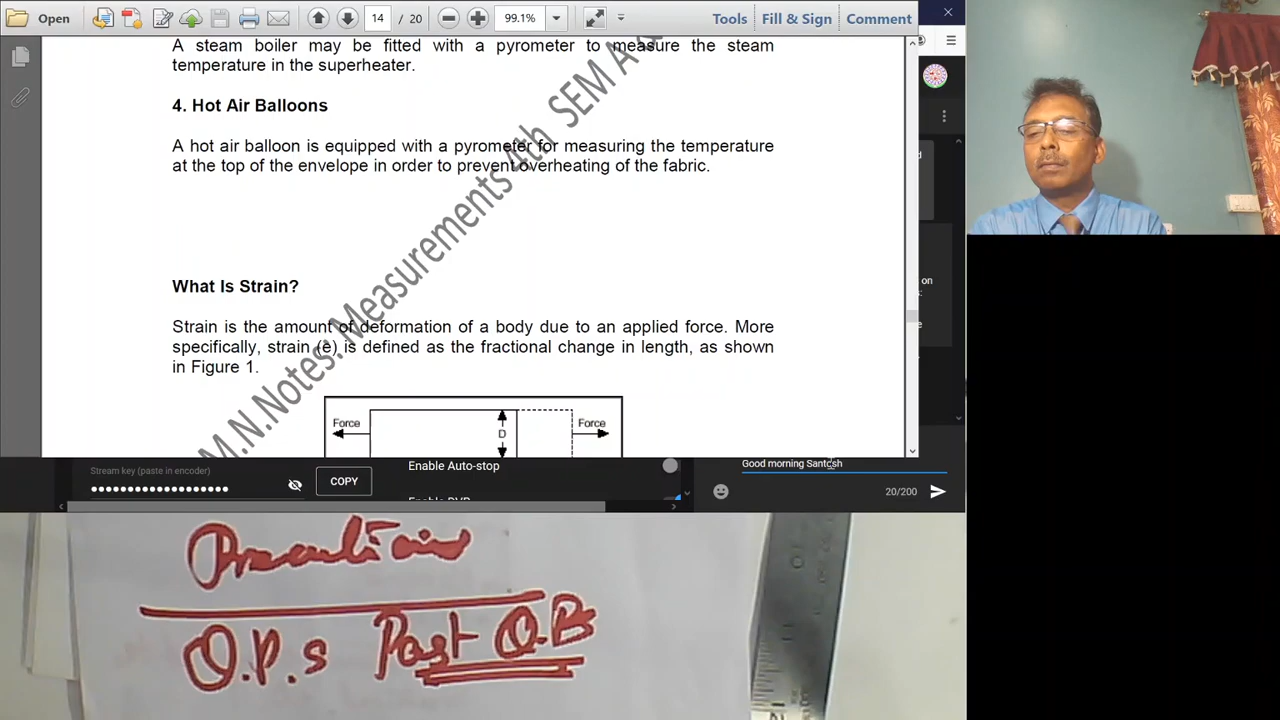 Open
14 / 20
99.1%
Tools
Fill & Sign
Comment
A steam boiler may be fitted with a pyrometer to measure the steam
temperature in the superheater.
4. Hot Air Balloons
A hot air balloon is equipped with a pyrometer for measuring the temperature
at the top of the envelope in order to prevent overheating of the fabric.
M.N.Notes: Measurements 4th SEM A
What Is Strain?
Strain is the amount of deformation of a body due to an applied force. More
specifically, strain (e) is defined as the fractional change in length, as shown
in Figure 1.
Force
D
Force
on
Stream key (paste in encoder)
COPY
Enable Auto-stop
Good morning Santosh
20/200
O.P.s Past Q.B